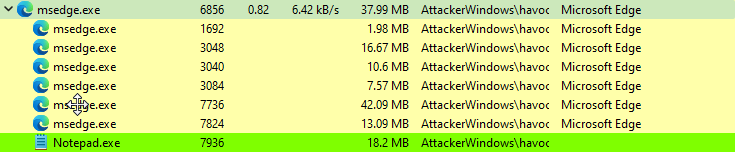 msedge.exe 6856 0.82 6.42 kB/s 37.99 MB AttackerWindows\havoc Microsoft Edge
msedge.exe 1692 1.98 MB AttackerWindows\havoc Microsoft Edge
msedge.exe 3048 16.67 MB AttackerWindows\havoc Microsoft Edge
msedge.exe 3040 10.6 MB AttackerWindows\havoc Microsoft Edge
msedge.exe 3084 7.57 MB AttackerWindows\havoc Microsoft Edge
msedge.exe 7736 42.09 MB AttackerWindows\havoc Microsoft Edge
msedge.exe 7824 13.09 MB AttackerWindows\havoc Microsoft Edge
Notepad.exe 7936 18.2 MB AttackerWindows\havoc